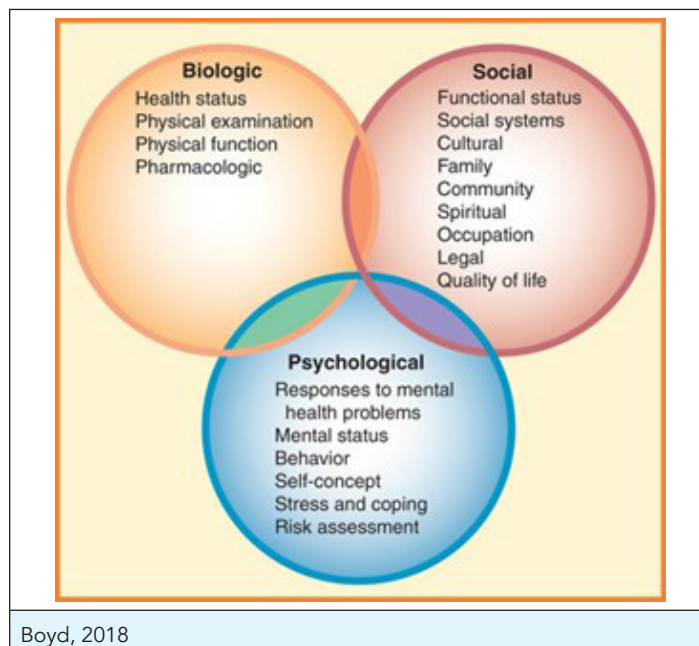 Biologic
Health status
Physical examination
Physical function
Pharmacologic
Social
Functional status
Social systems
Cultural
Family
Community
Spiritual
Occupation
Legal
Quality of life
Psychological
Responses to mental
health problems
Mental status
Behavior
Self-concept
Stress and coping
Risk assessment
Boyd, 2018